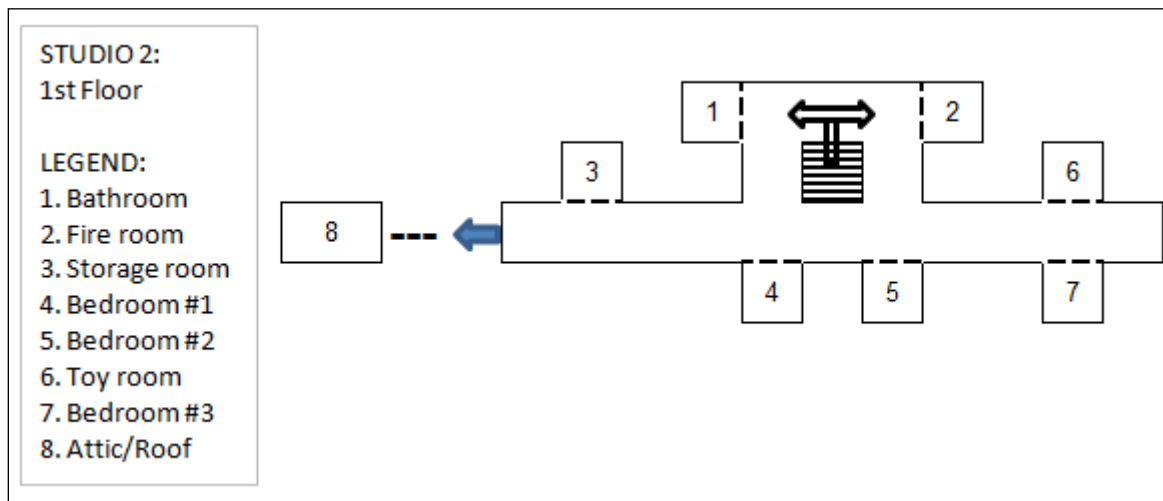 STUDIO 2:
1st Floor
LEGEND:
1. Bathroom
2. Fire room
3. Storage room
4. Bedroom #1
5. Bedroom #2
6. Toy room
7. Bedroom #3
8. Attic/Roof
1
2
3
6
8
4
5
7